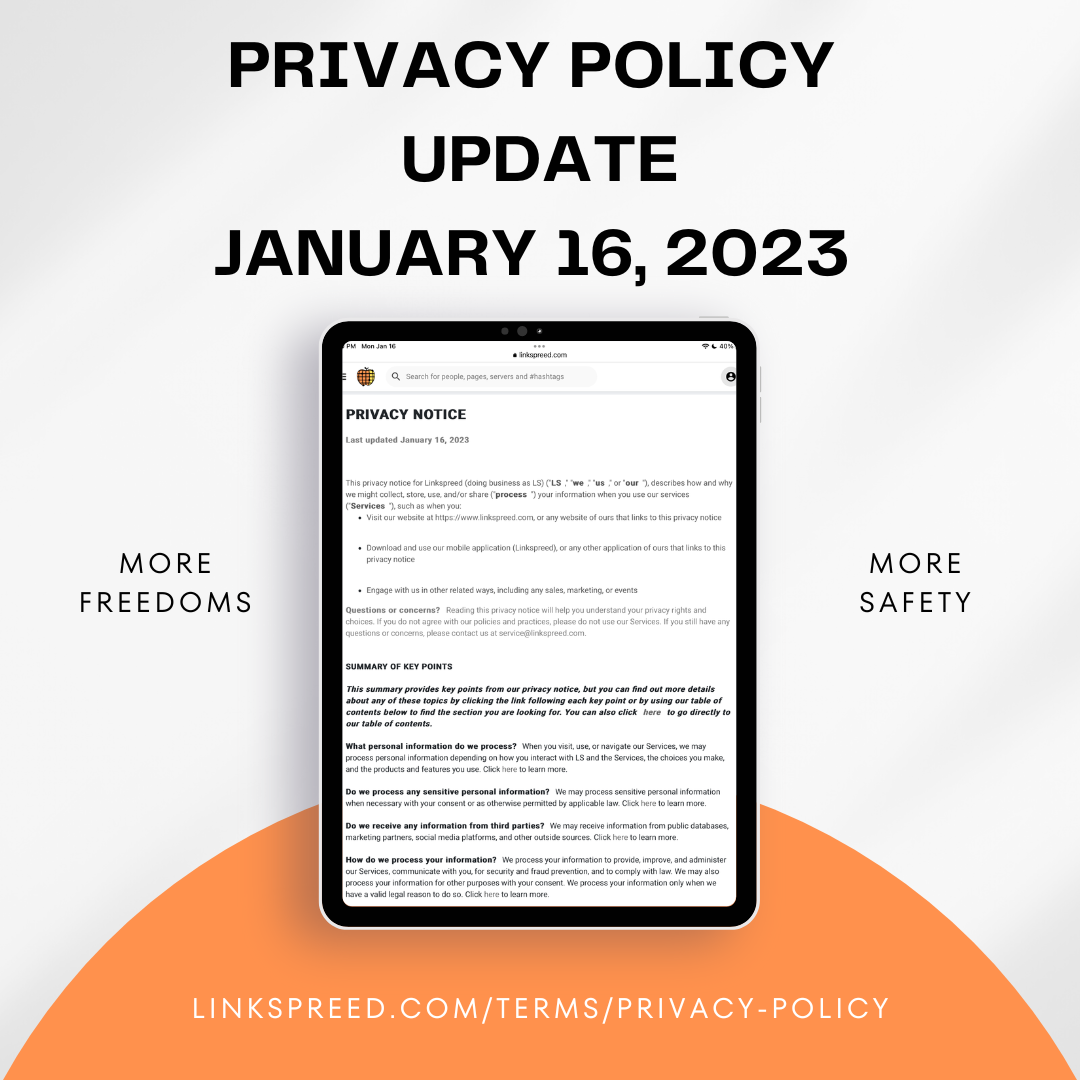 PRIVACY POLICY
UPDATE
JANUARY 16, 2023
PM Mon Jan 16
40%
linkspreed.com
Search for people, pages, servers and #hashtags
PRIVACY NOTICE
Last updated January 16, 2023
This privacy notice for Linkspreed (doing business as LS) ("LS ," "we ," "us ," or "our "), describes how and why
we might collect, store, use, and/or share ("process ") your information when you use our services
("Services "), such as when you:
• Visit our website at https://www.linkspreed.com, or any website of ours that links to this privacy notice
• Download and use our mobile application (Linkspreed), or any other application of ours that links to this
privacy notice
• Engage with us in other related ways, including any sales, marketing, or events
Questions or concerns? Reading this privacy notice will help you understand your privacy rights and
choices. If you do not agree with our policies and practices, please do not use our Services. If you still have any
questions or concerns, please contact us at service@linkspreed.com.
SUMMARY OF KEY POINTS
This summary provides key points from our privacy notice, but you can find out more details
about any of these topics by clicking the link following each key point or by using our table of
contents below to find the section you are looking for. You can also click here to go directly to
our table of contents.
What personal information do we process? When you visit, use, or navigate our Services, we may
process personal information depending on how you interact with LS and the Services, the choices you make,
and the products and features you use. Click here to learn more.
Do we process any sensitive personal information? We may process sensitive personal information
when necessary with your consent or as otherwise permitted by applicable law. Click here to learn more.
Do we receive any information from third parties? We may receive information from public databases,
marketing partners, social media platforms, and other outside sources. Click here to learn more.
How do we process your information? We process your information to provide, improve, and administer
our Services, communicate with you, for security and fraud prevention, and to comply with law. We may also
process your information for other purposes with your consent. We process your information only when we
have a valid legal reason to do so. Click here to learn more.
MORE
FREEDOMS
MORE
SAFETY
LINKSPREED.COM/TERMS/PRIVACY-POLICY